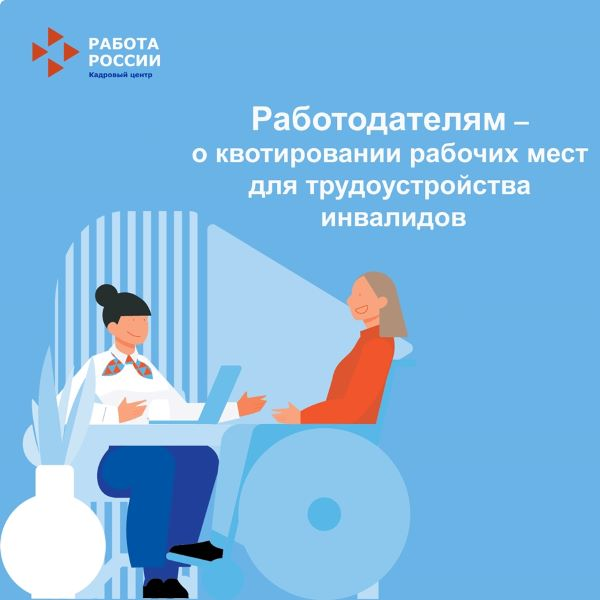 РАБОТА
РОССИИ
Кадровый центр
Работодателям –
о квотировании рабочих мест
для трудоустройства
инвалидов